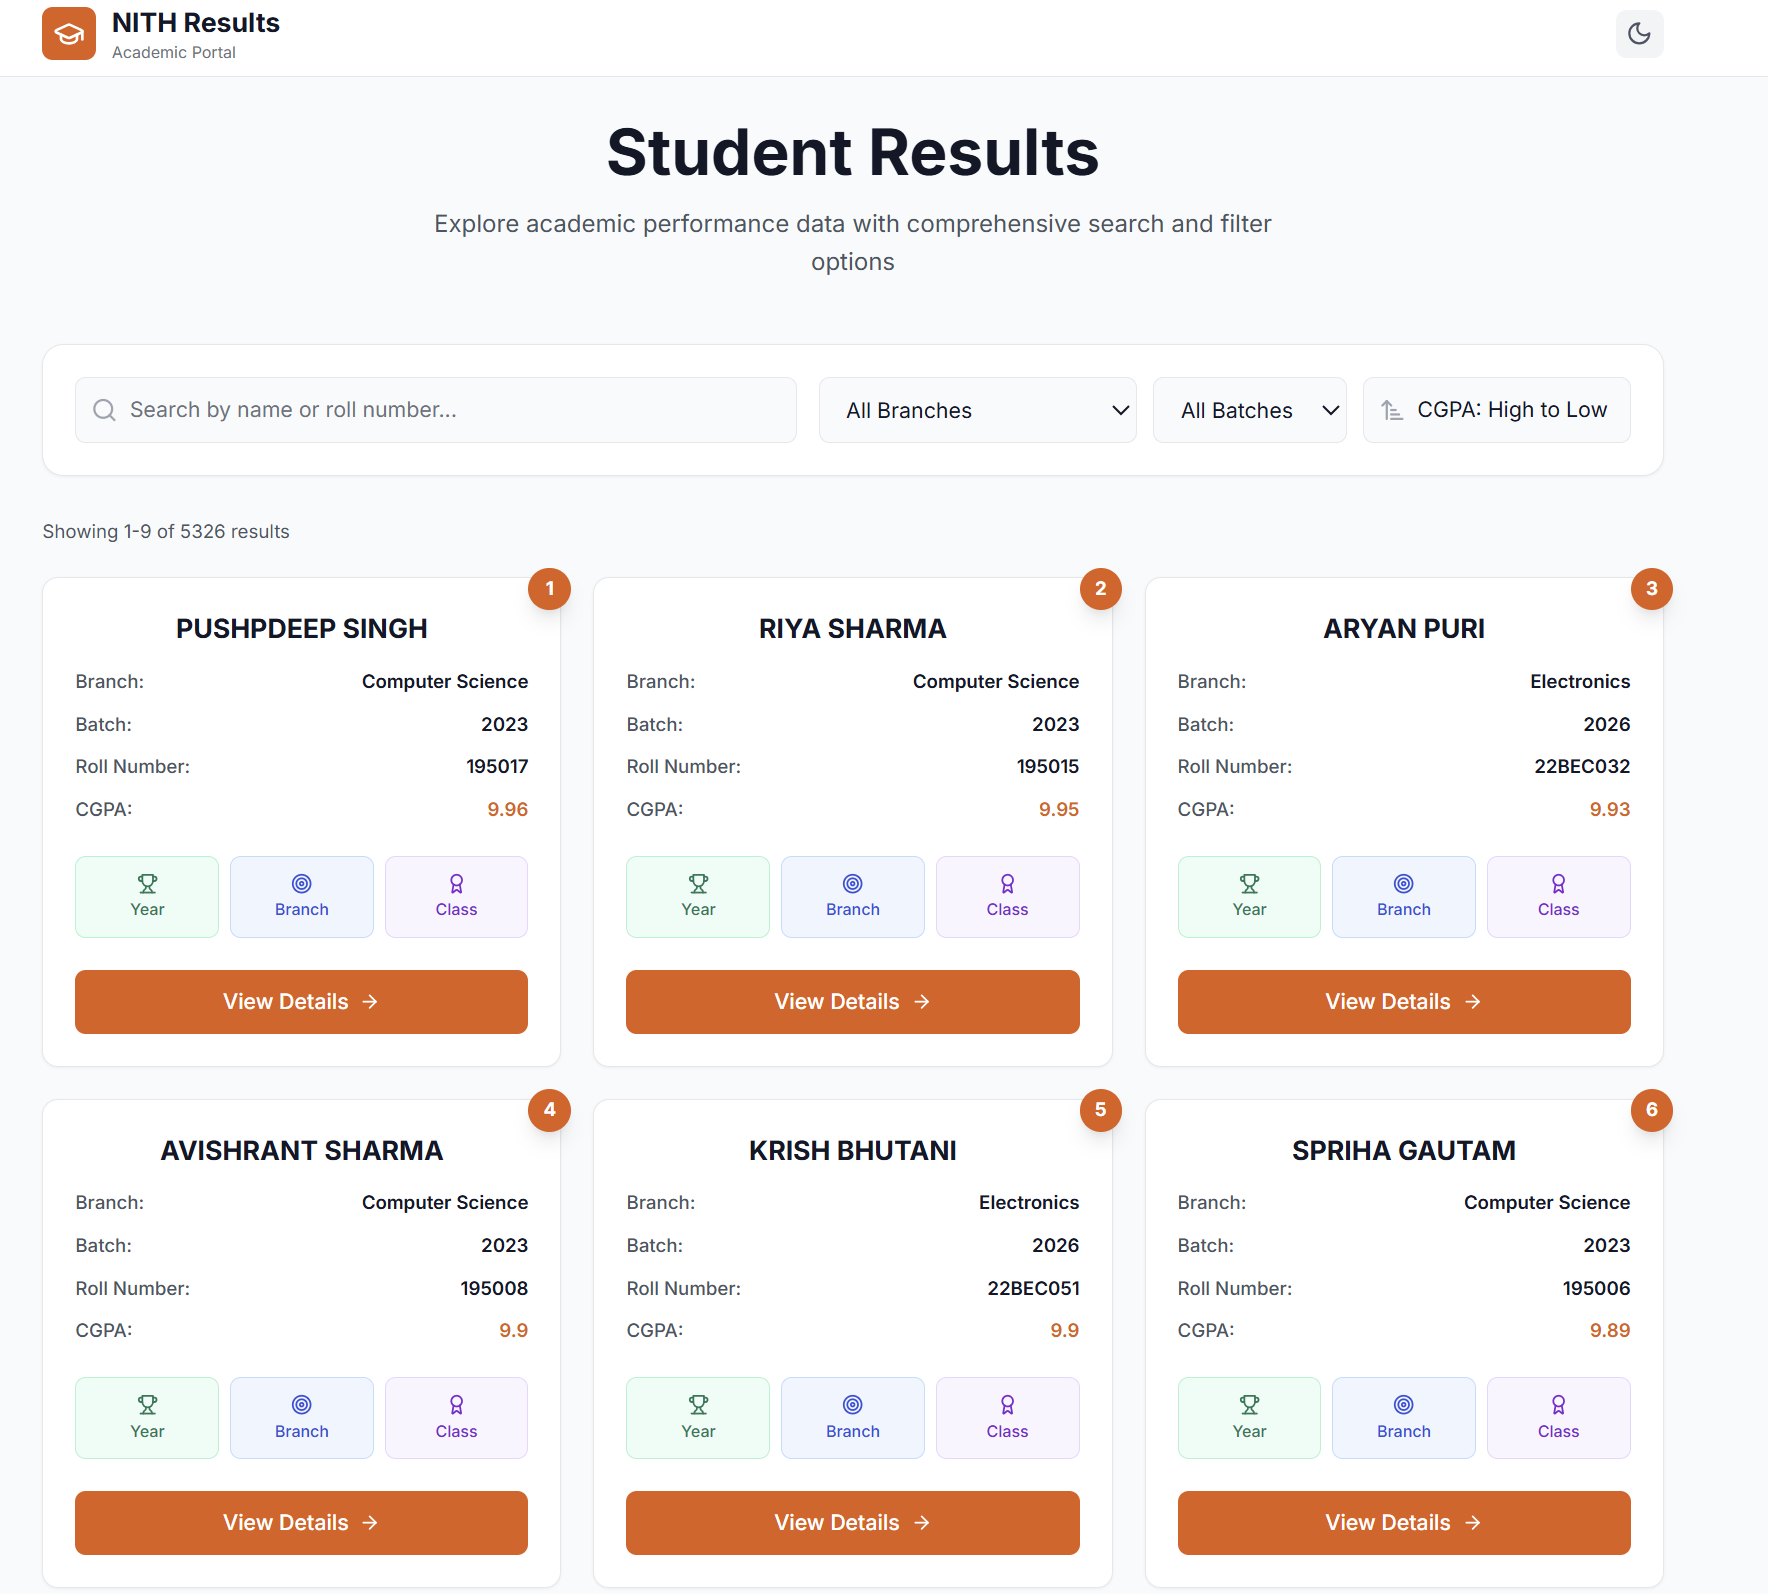 NITH Results
Academic Portal
Student Results
Explore academic performance data with comprehensive search and filter
options
Search by name or roll number...
All Branches
All Batches
CGPA: High to Low
Showing 1-9 of 5326 results
1
PUSHPDEEP SINGH
Branch: Computer Science
Batch: 2023
Roll Number: 195017
CGPA: 9.96
Year Branch Class
View Details
2
RIYA SHARMA
Branch: Computer Science
Batch: 2023
Roll Number: 195015
CGPA: 9.95
Year Branch Class
View Details
3
ARYAN PURI
Branch: Electronics
Batch: 2026
Roll Number: 22BEC032
CGPA: 9.93
Year Branch Class
View Details
4
AVISHRANT SHARMA
Branch: Computer Science
Batch: 2023
Roll Number: 195008
CGPA: 9.9
Year Branch Class
View Details
5
KRISH BHUTANI
Branch: Electronics
Batch: 2026
Roll Number: 22BEC051
CGPA: 9.9
Year Branch Class
View Details
6
SPRIHA GAUTAM
Branch: Computer Science
Batch: 2023
Roll Number: 195006
CGPA: 9.89
Year Branch Class
View Details